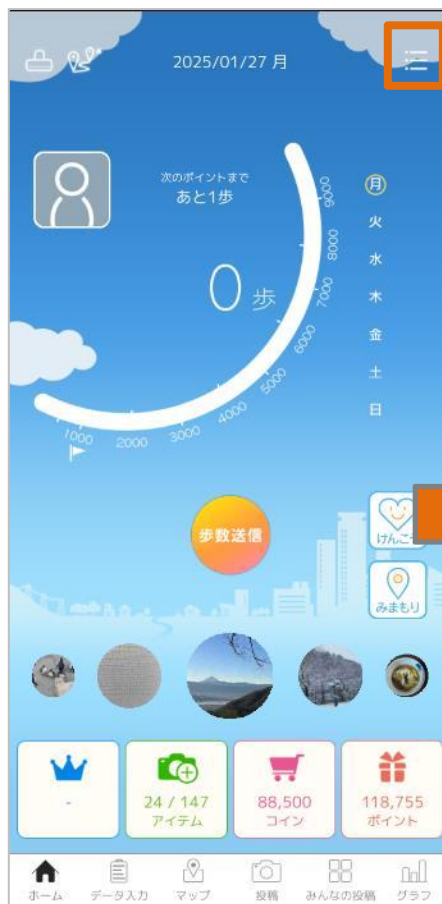 2025/01/27 月
次のポイントまで
あと1歩
月
火
水
木
金
土
日
0 歩
9000
8000
7000
6000
5000
4000
3000
2000
1000
歩数送信
けんこ
みまもり
-
24 / 147
アイテム
88,500
コイン
118,755
ポイント
ホーム
データ入力
マップ
投稿
みんなの投稿
グラフ